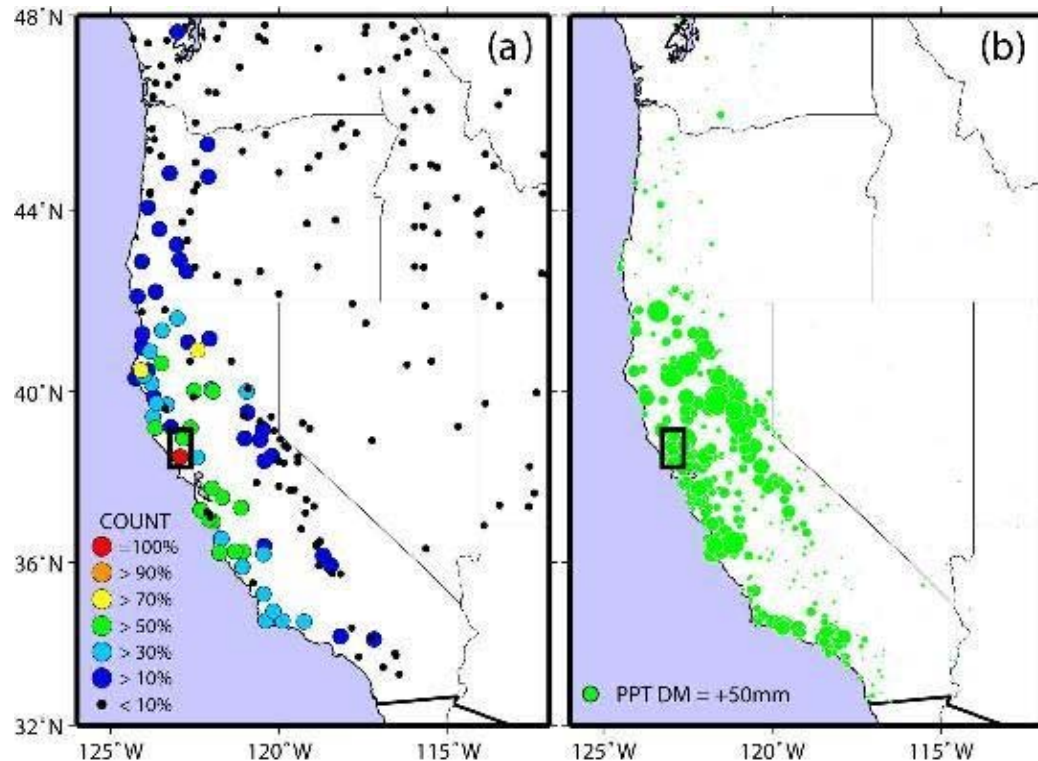 48˚N
(a)
(b)
44˚N
40˚N
COUNT
=100%
> 90%
> 70%
36˚N
> 50%
> 30%
> 10%
< 10%
PPT DM = +50mm
32˚N
125˚W
120˚W
115˚W
125˚W
120˚W
115˚W